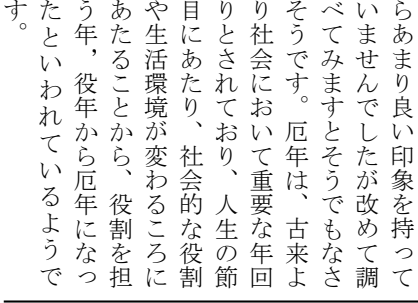 らあまり良い印象を持って
いませんでしたが改めて調
べてみますとそうでもなさ
そうです。厄年は、古来よ
り社会において重要な年回
りとされており、人生の節
目にあたり、社会的な役割
や生活環境が変わるころに
あたることから、役割を担
う年，役年から厄年になっ
たといわれているようで
す。